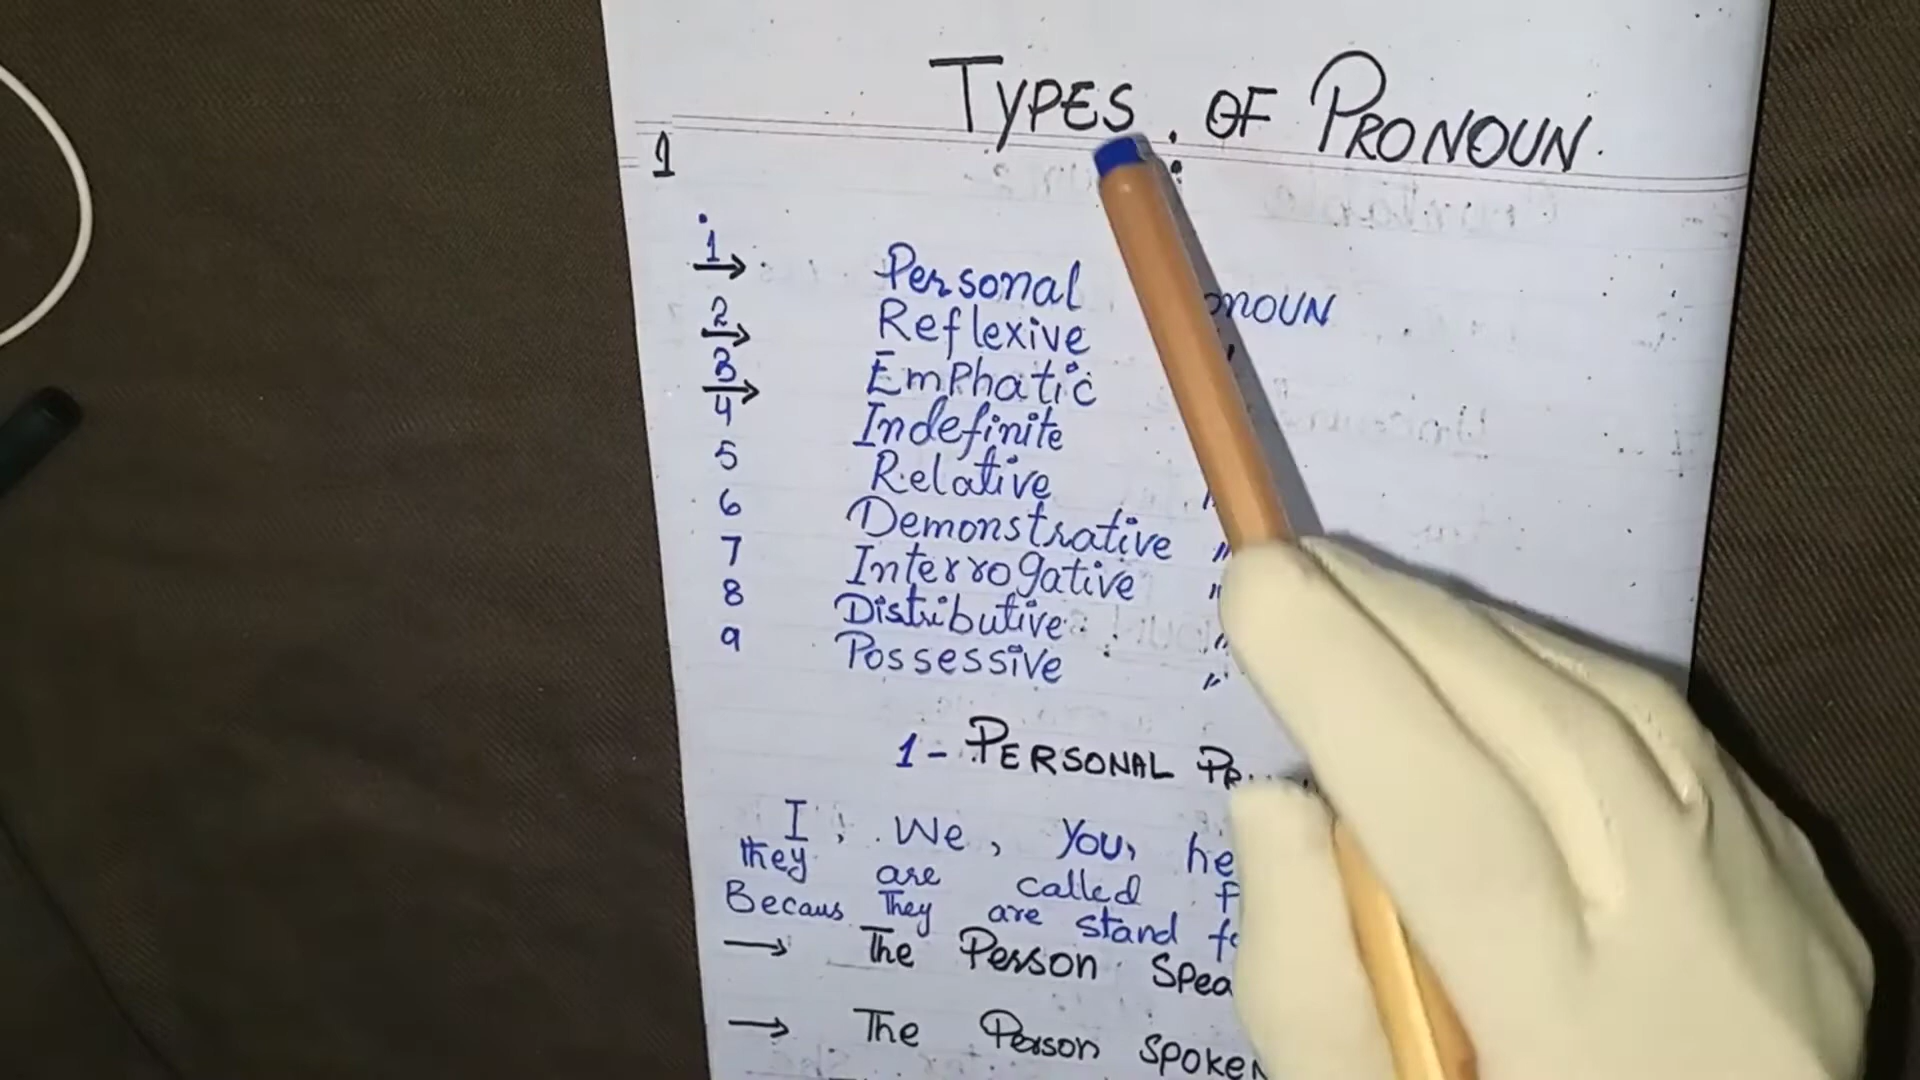 TYPES OF PRONOUN.
1
1 → Personal
2 → Reflexive "
3 → Emphatic
4 Indefinite
5 Relative "
6 Demonstrative "
7 Interrogative "
8 Distributive "
9 Possessive "
1- PERSONAL
I, We, you, he
they are called
Becaus They are stand
→ The Person
→ The Person